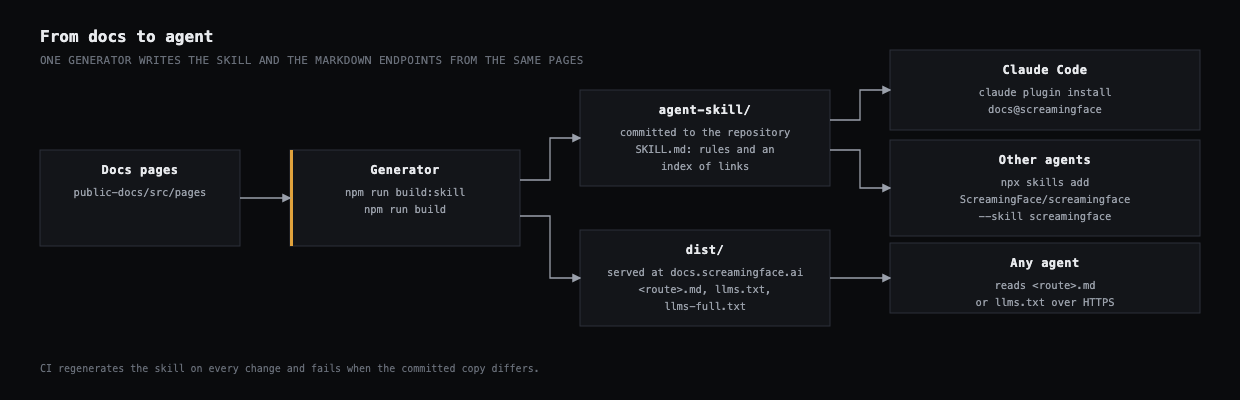 From docs to agent
ONE GENERATOR WRITES THE SKILL AND THE MARKDOWN ENDPOINTS FROM THE SAME PAGES
Docs pages
public-docs/src/pages
Generator
npm run build:skill
npm run build
agent-skill/
committed to the repository
SKILL.md: rules and an
index of links
dist/
served at docs.screamingface.ai
<route>.md, llms.txt,
llms-full.txt
Claude Code
claude plugin install
docs@screamingface
Other agents
npx skills add
ScreamingFace/screamingface
--skill screamingface
Any agent
reads <route>.md
or llms.txt over HTTPS
CI regenerates the skill on every change and fails when the committed copy differs.